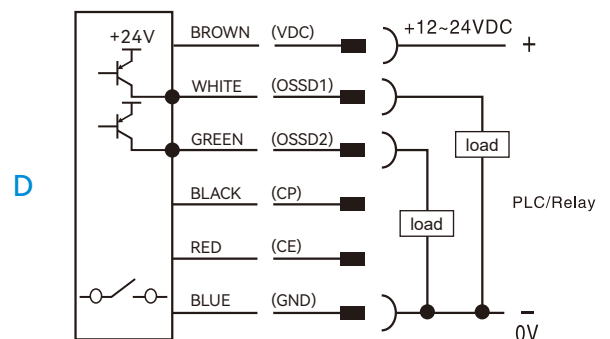 +24V
BROWN (VDC) +12~24VDC +
WHITE (OSSD1)
load
GREEN (OSSD2)
D
BLACK (CP) PLC/Relay
load
RED (CE)
BLUE (GND) −
0V